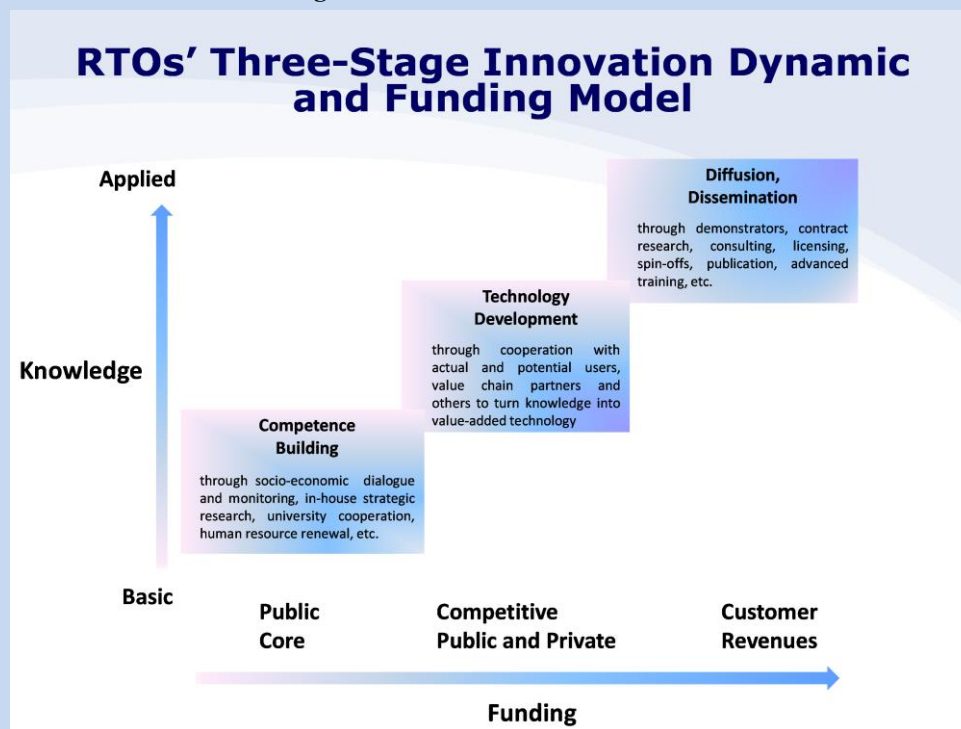 RTOs’ Three-Stage Innovation Dynamic
and Funding Model
Applied
Diffusion,
Dissemination
through demonstrators, contract
research, consulting, licensing,
spin-offs, publication, advanced
training, etc.
Technology
Development
through cooperation with
actual and potential users,
value chain partners and
others to turn knowledge into
value-added technology
Knowledge
Competence
Building
through socio-economic dialogue
and monitoring, in-house strategic
research, university cooperation,
human resource renewal, etc.
Basic
Public
Core
Competitive
Public and Private
Customer
Revenues
Funding